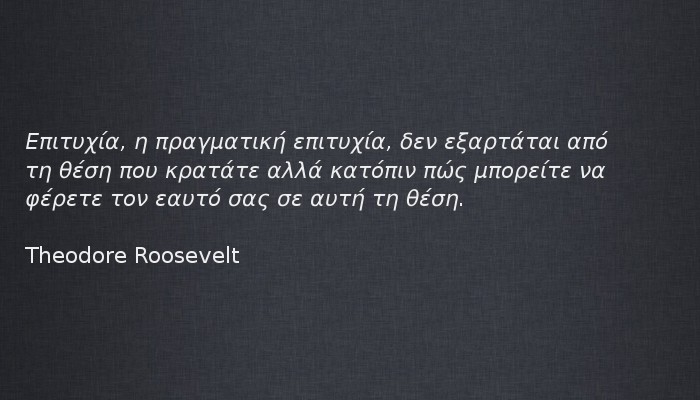 Επιτυχία, η πραγματική επιτυχία, δεν εξαρτάται από
τη θέση που κρατάτε αλλά κατόπιν πώς μπορείτε να
φέρετε τον εαυτό σας σε αυτή τη θέση.
Theodore Roosevelt